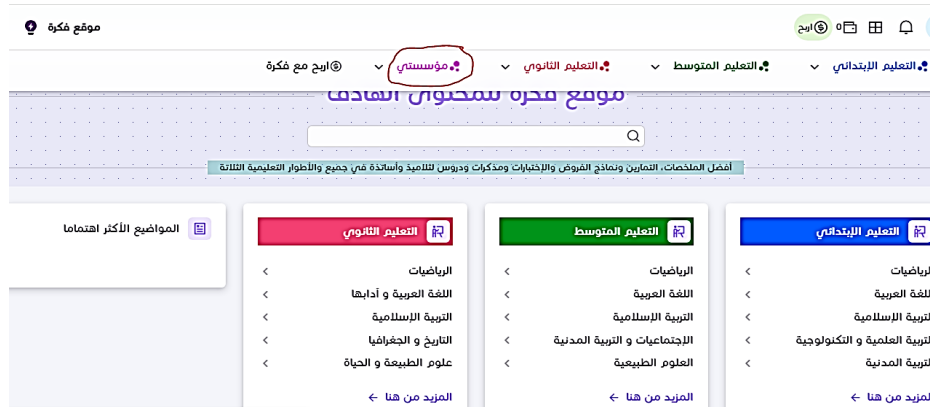 موقع فكرة
اربح 0
التعليم الإبتدائي
التعليم المتوسط
التعليم الثانوي
مؤسستي
اربح مع فكرة
موقع فكرة للمحتوى الهادف
أفضل الملخصات، التمارين ونماذج الفروض والإختبارات ومذكرات ودروس لتلاميذ وأساتذة في جميع والأطوار التعليمية الثلاثة
التعليم الإبتدائي
الرياضيات
اللغة العربية
التربية الإسلامية
التربية العلمية و التكنولوجية
التربية المدنية
المزيد من هنا
التعليم المتوسط
الرياضيات
اللغة العربية
التربية الإسلامية
الإجتماعيات و التربية المدنية
العلوم الطبيعية
المزيد من هنا
التعليم الثانوي
الرياضيات
اللغة العربية و آدابها
التربية الإسلامية
التاريخ و الجغرافيا
علوم الطبيعة و الحياة
المزيد من هنا
المواضيع الأكثر اهتماما